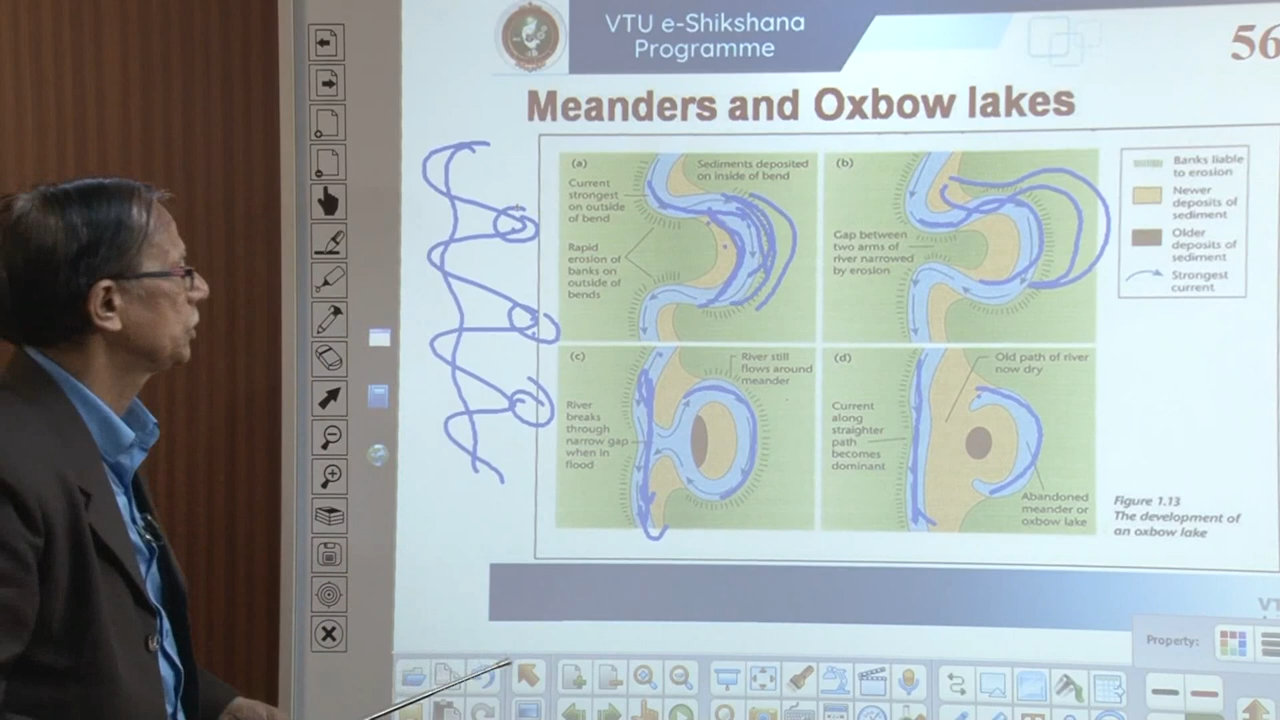 VTU e-Shikshana
Programme
56
Meanders and Oxbow lakes
(a)
Sediments deposited
on inside of bend
Current
strongest
on outside
of bend
Rapid
erosion of
banks on
outside of
bends
(b)
Gap between
two arms of
river narrowed
by erosion
Banks liable
to erosion
Newer
deposits of
sediment
Older
deposits of
sediment
Strongest
current
(c)
River still
flows around
meander
River
breaks
through
narrow gap
when in
flood
(d)
Old path of river
now dry
Current
along
straighter
path
becomes
dominant
Abandoned
meander or
oxbow lake
Figure 1.13
The development of
an oxbow lake
Property: